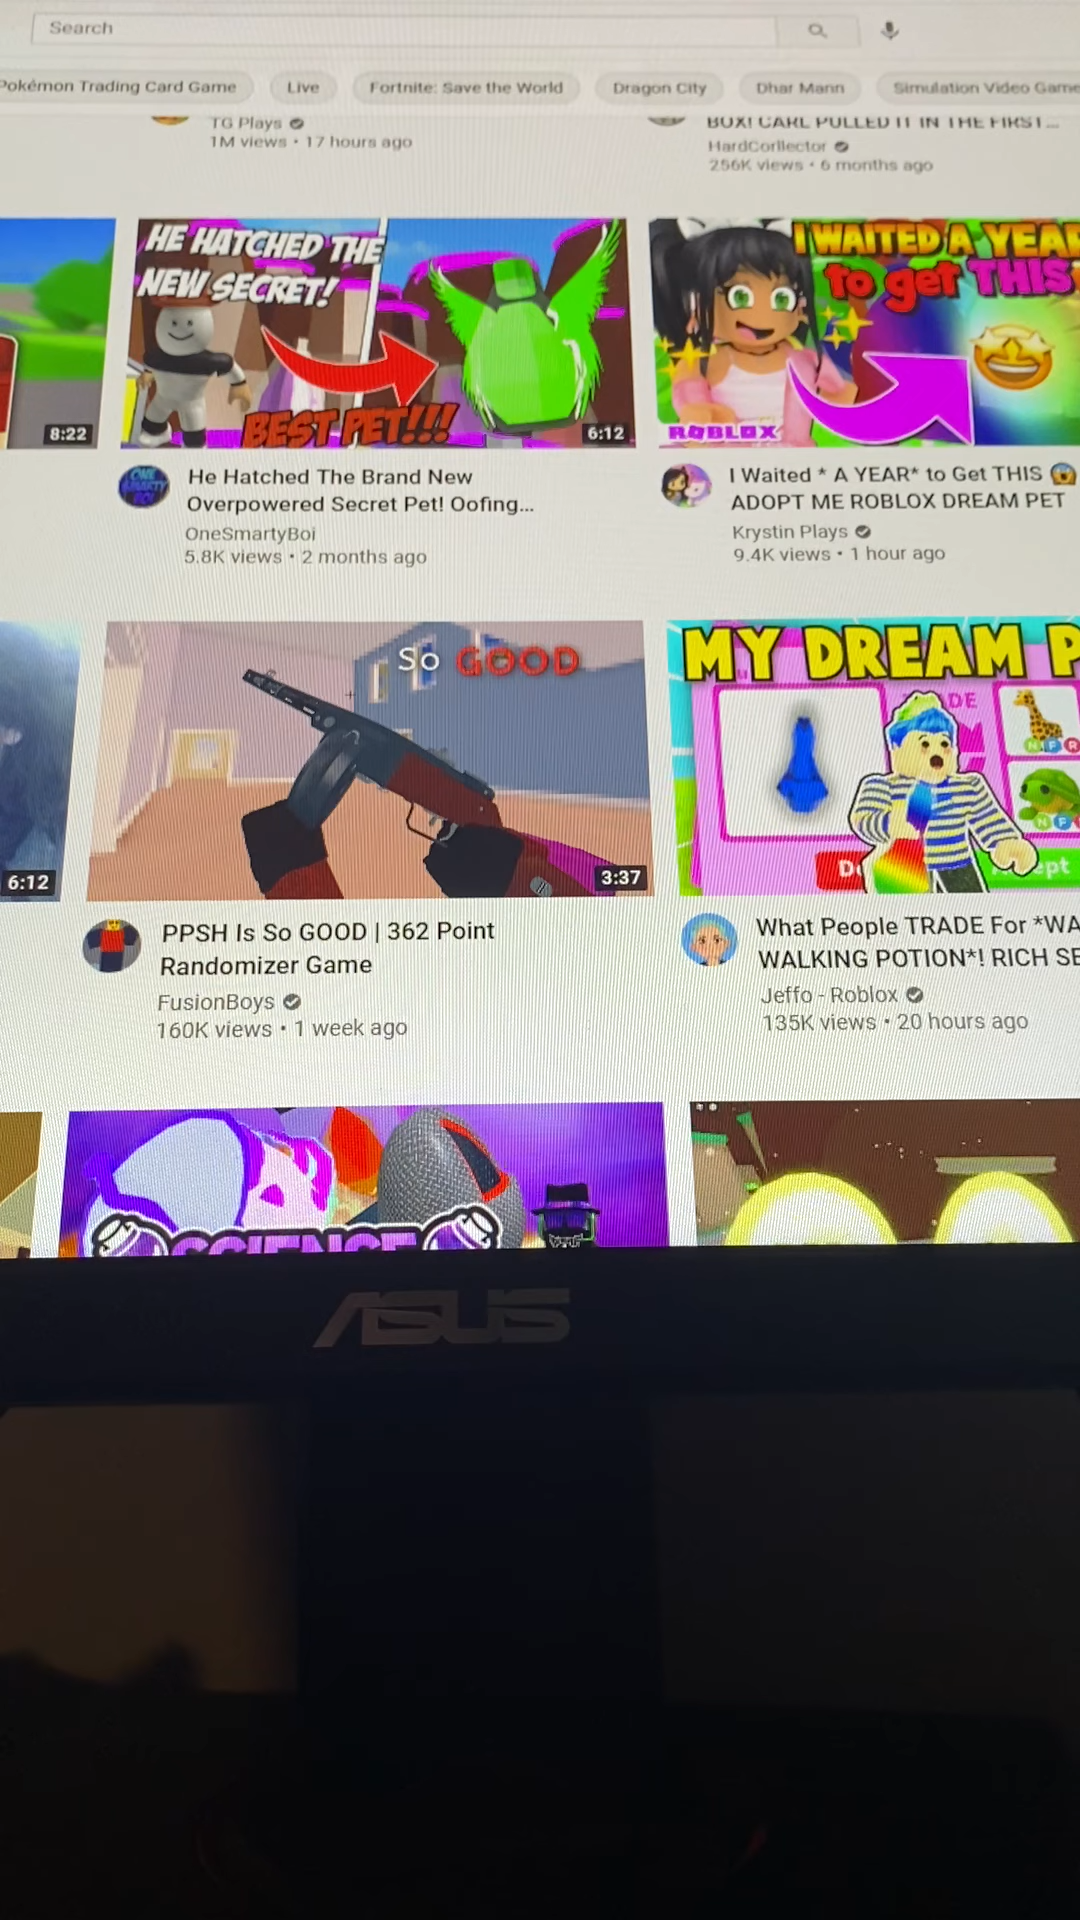 Search
Pokémon Trading Card Game
Live
Fortnite: Save the World
Dragon City
Dhar Mann
Simulation Video Game
TG Plays
1M views • 17 hours ago
BOX! CARL PULLED IT IN THE FIRST...
HardCorllector
256K views • 6 months ago
8:22
HE HATCHED THE
NEW SECRET!
BEST PET!!!
6:12
I WAITED A YEAR
to get THIS
ROBLOX
He Hatched The Brand New
Overpowered Secret Pet! Oofing...
OneSmartyBoi
5.8K views • 2 months ago
I Waited * A YEAR* to Get THIS 😱
ADOPT ME ROBLOX DREAM PET
Krystin Plays
9.4K views • 1 hour ago
6:12
So GOOD
3:37
MY DREAM P
DE
N F R
N F
D
ept
PPSH Is So GOOD | 362 Point
Randomizer Game
FusionBoys
160K views • 1 week ago
What People TRADE For *WA
WALKING POTION*! RICH SE
Jeffo - Roblox
135K views • 20 hours ago
SCIENCE
ASUS